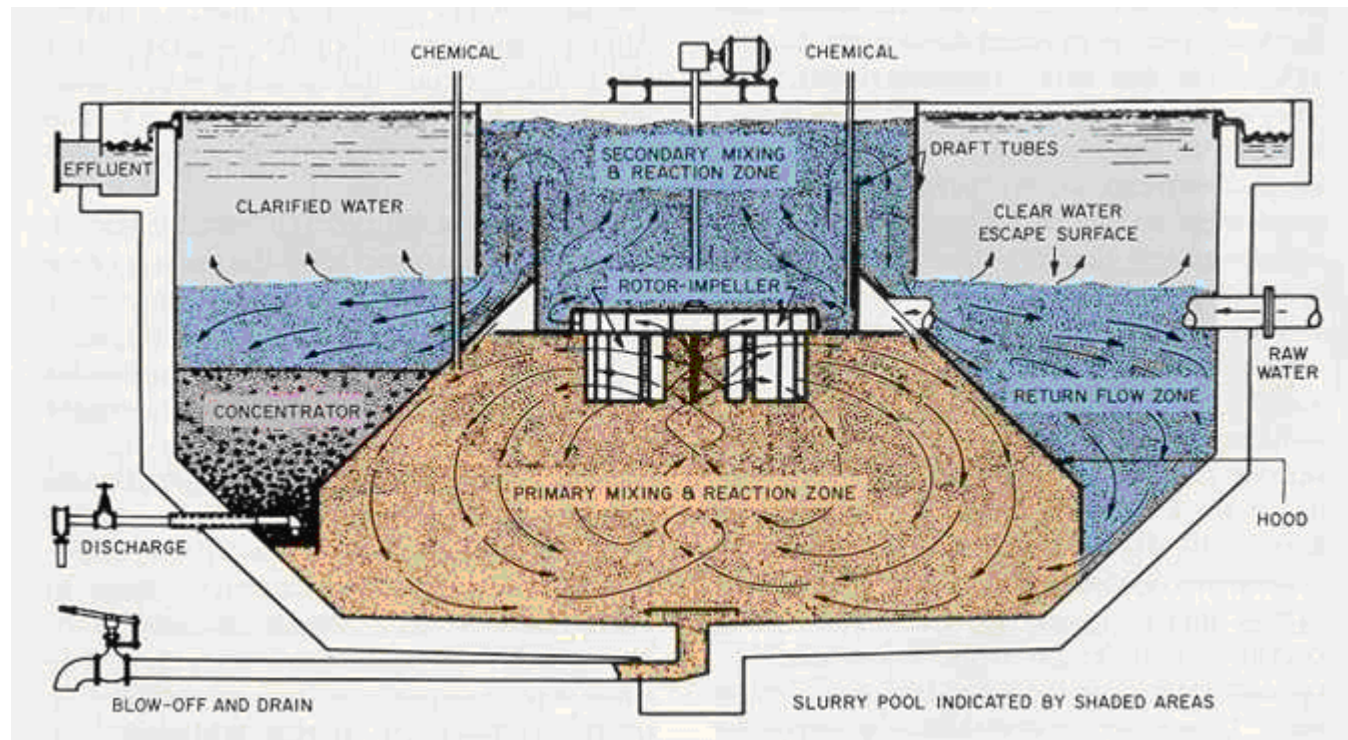 CHEMICAL
CHEMICAL
EFFLUENT
SECONDARY MIXING
& REACTION ZONE
DRAFT TUBES
CLARIFIED WATER
CLEAR WATER
ESCAPE SURFACE
ROTOR-IMPELLER
RAW
WATER
CONCENTRATOR
RETURN FLOW ZONE
PRIMARY MIXING & REACTION ZONE
HOOD
DISCHARGE
BLOW-OFF AND DRAIN
SLURRY POOL INDICATED BY SHADED AREAS